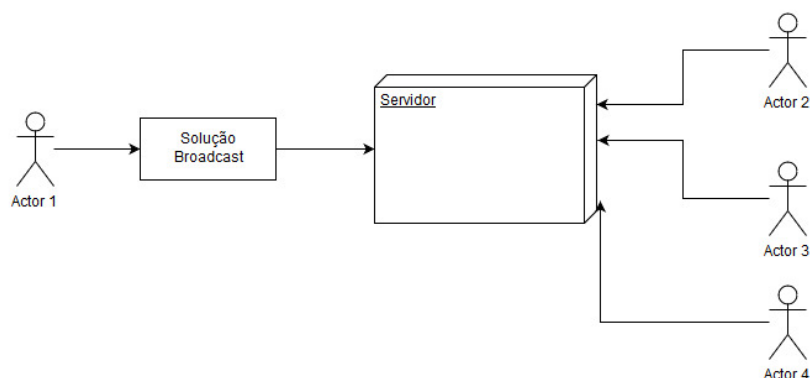 Actor 1
Solução
Broadcast
Servidor
Actor 2
Actor 3
Actor 4